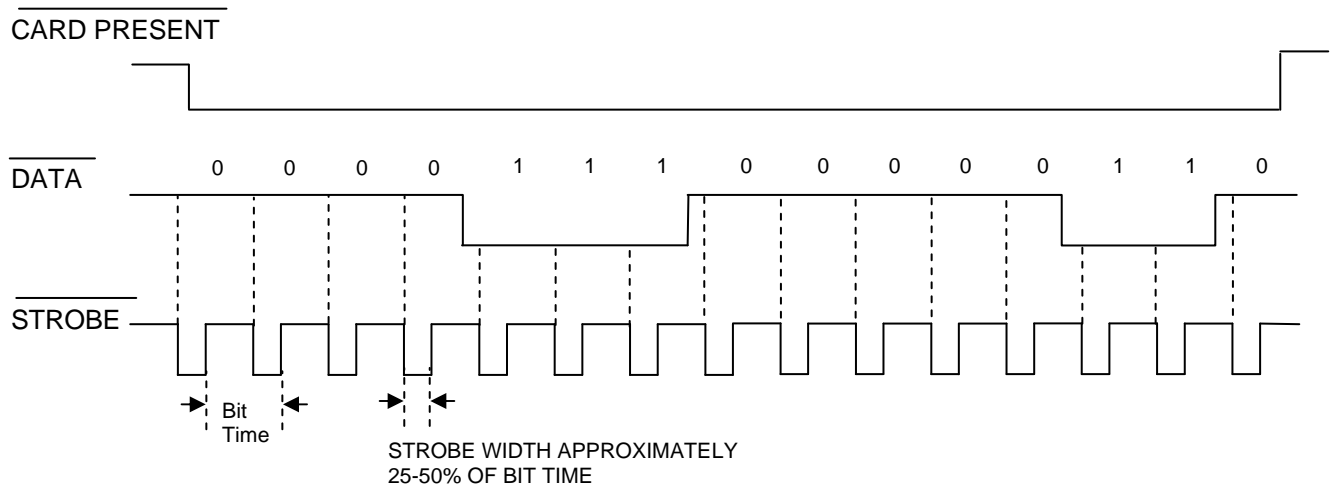 CARD PRESENT
DATA
0 0 0 0 1 1 1 0 0 0 0 0 1 1 0
STROBE
Bit
Time
STROBE WIDTH APPROXIMATELY
25-50% OF BIT TIME